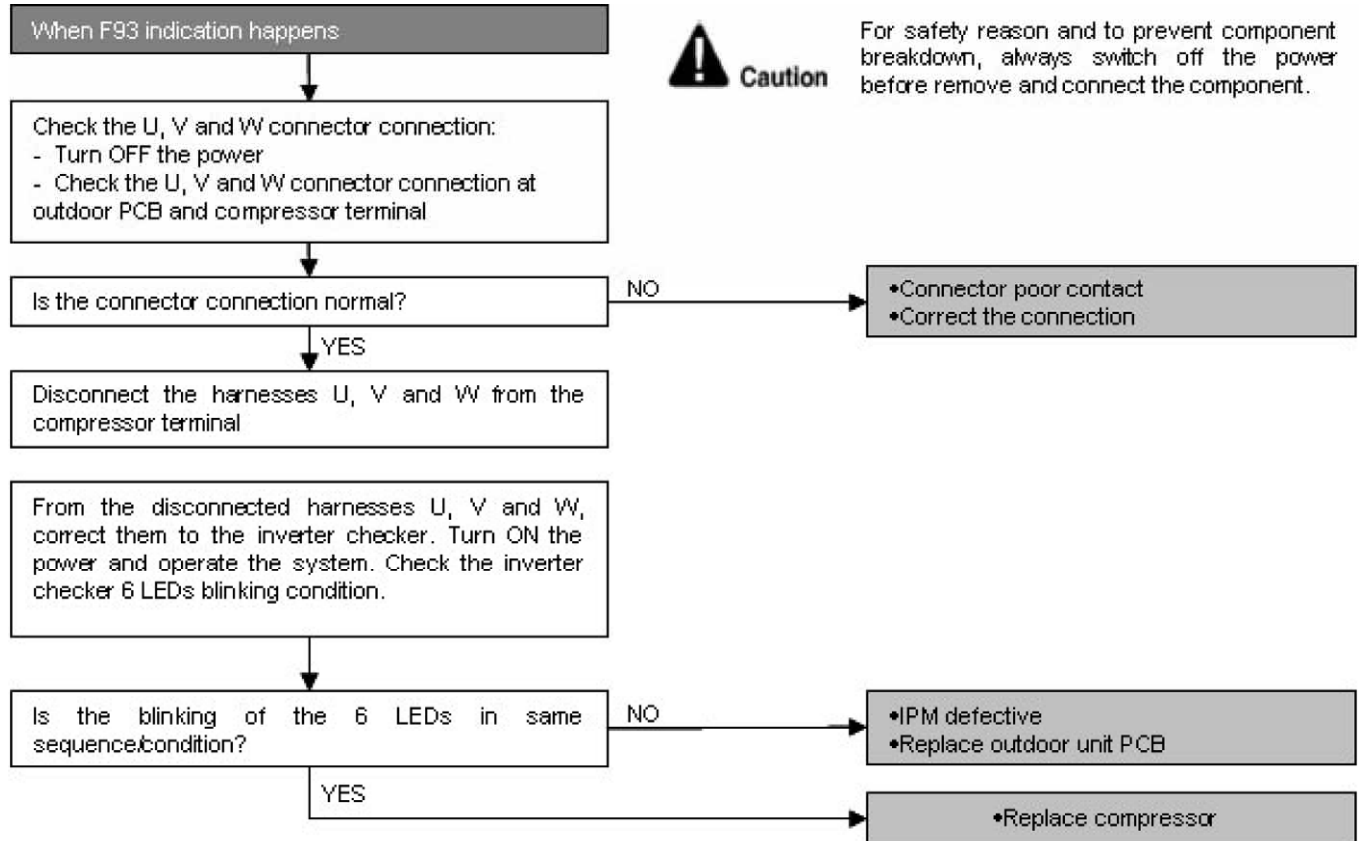 When F93 indication happens
Caution
For safety reason and to prevent component
breakdown, always switch off the power
before remove and connect the component.
Check the U, V and W connector connection:
- Turn OFF the power
- Check the U, V and W connector connection at
outdoor PCB and compressor terminal
Is the connector connection normal?
NO
•Connector poor contact
•Correct the connection
YES
Disconnect the harnesses U, V and W from the
compressor terminal
From the disconnected harnesses U, V and W,
correct them to the inverter checker. Turn ON the
power and operate the system. Check the inverter
checker 6 LEDs blinking condition.
Is the blinking of the 6 LEDs in same
sequence/condition?
NO
•IPM defective
•Replace outdoor unit PCB
YES
•Replace compressor